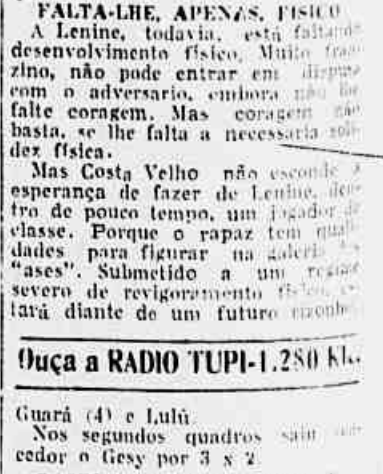 FALTA-LHE, APENAS, FISICO
A Lenine, todavia, está faltando
desenvolvimento fisico. Muito fran-
zino, não pode entrar em disputa
com o adversario, embora não lhe
falte coragem. Mas coragem não
basta, se lhe falta a necessaria soli-
dez física.
Mas Costa Velho não esconde a
esperança de fazer de Lenine, den-
tro de pouco tempo, um jogador de
classe. Porque o rapaz tem quali-
dades para figurar na galeria
"ases". Submetido a um regime
severo de revigoramento fisico,
tará diante de um futuro risonho
Ouça a RADIO TUPI-1.280 Kl.
Guará (4) e Lulú
Nos segundos quadros saiu
cedor o Gesy por 3 x 2